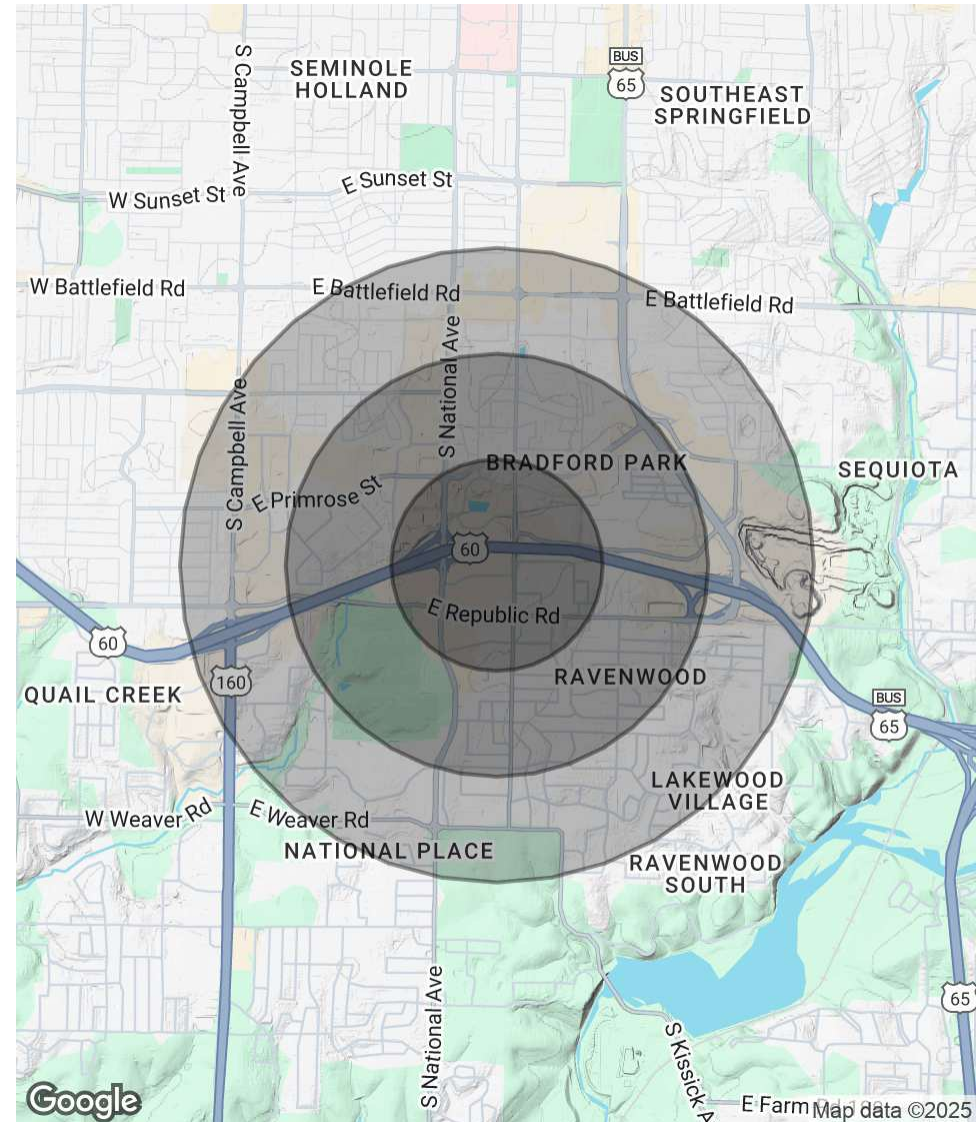 S Campbell Ave
SEMINOLE
HOLLAND
BUS
65
SOUTHEAST
SPRINGFIELD
W Sunset St
E Sunset St
W Battlefield Rd
E Battlefield Rd
E Battlefield Rd
S National Ave
S Campbell Ave
BRADFORD PARK
SEQUIOTA
E Primrose St
60
E Republic Rd
60
QUAIL CREEK
160
RAVENWOOD
BUS
65
LAKEWOOD
VILLAGE
W Weaver Rd
E Weaver Rd
NATIONAL PLACE
RAVENWOOD
SOUTH
S National Ave
65
S Kissick A
Google
E Farm
Map data ©2025